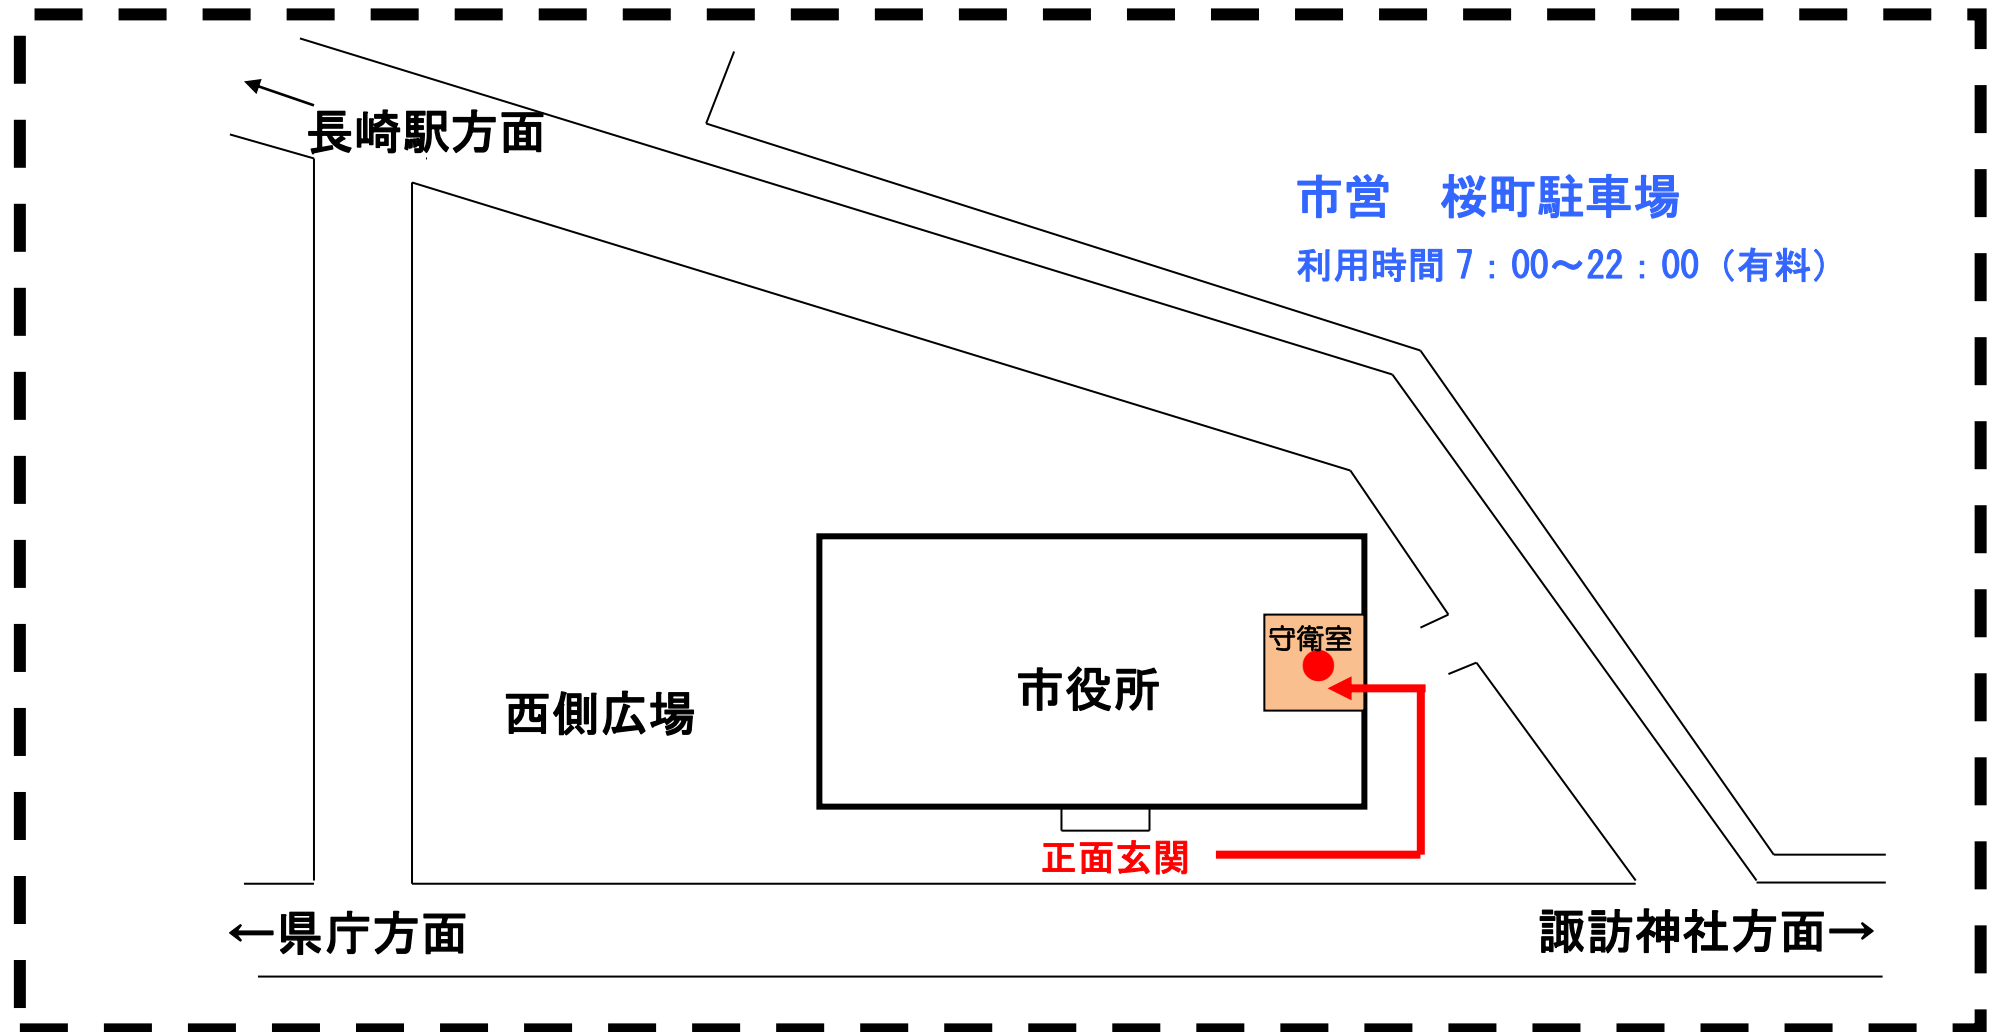 長崎駅方面
市営　桜町駐車場
利用時間 7：00～22：00（有料）
守衛室
市役所
西側広場
正面玄関
←県庁方面
諏訪神社方面→